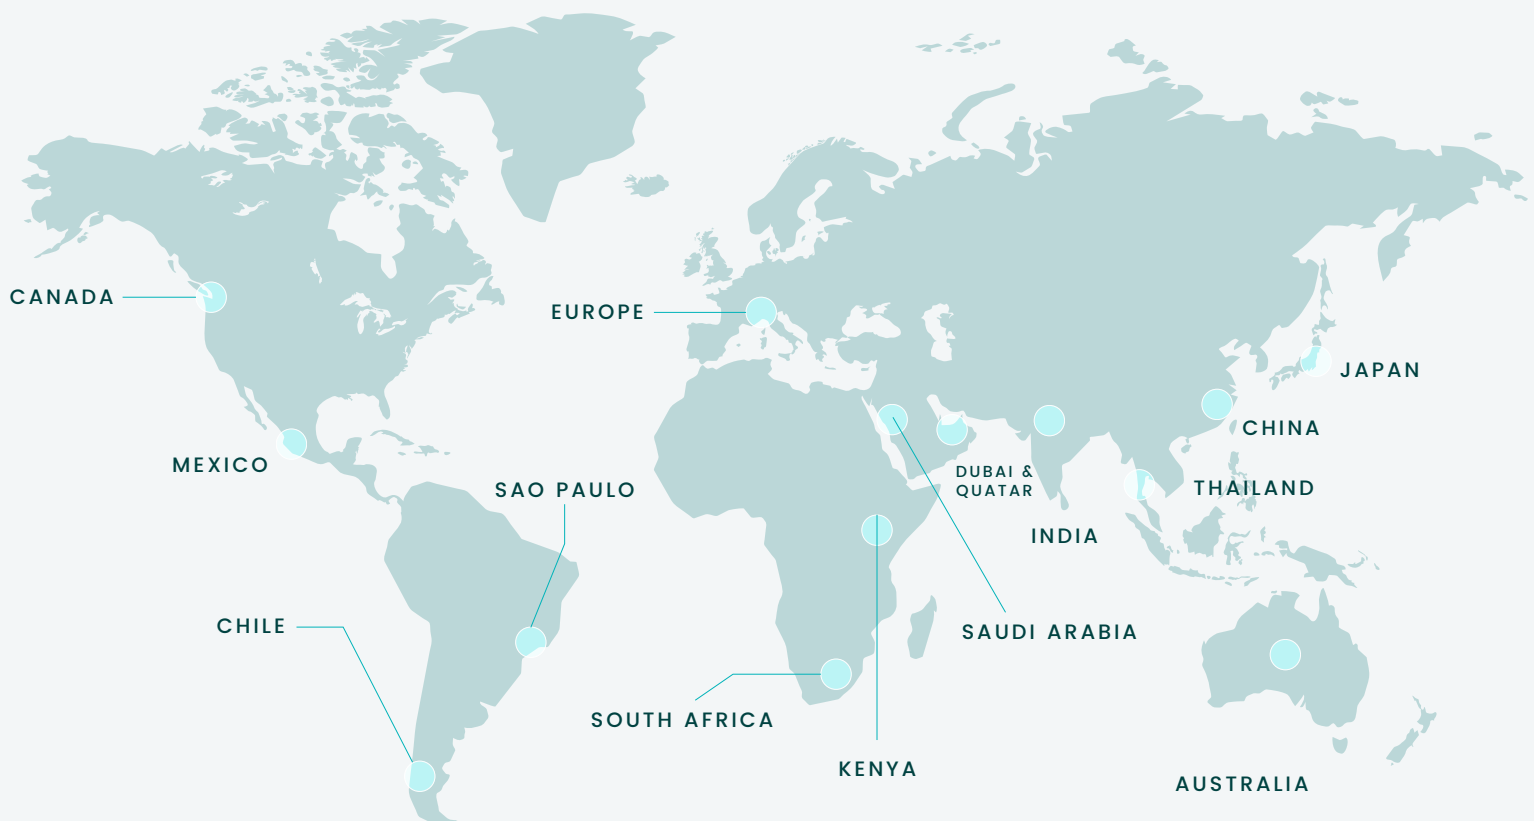 CANADA
EUROPE
JAPAN
CHINA
MEXICO
DUBAI &
QUATAR
SAO PAULO
THAILAND
INDIA
CHILE
SAUDI ARABIA
SOUTH AFRICA
KENYA
AUSTRALIA